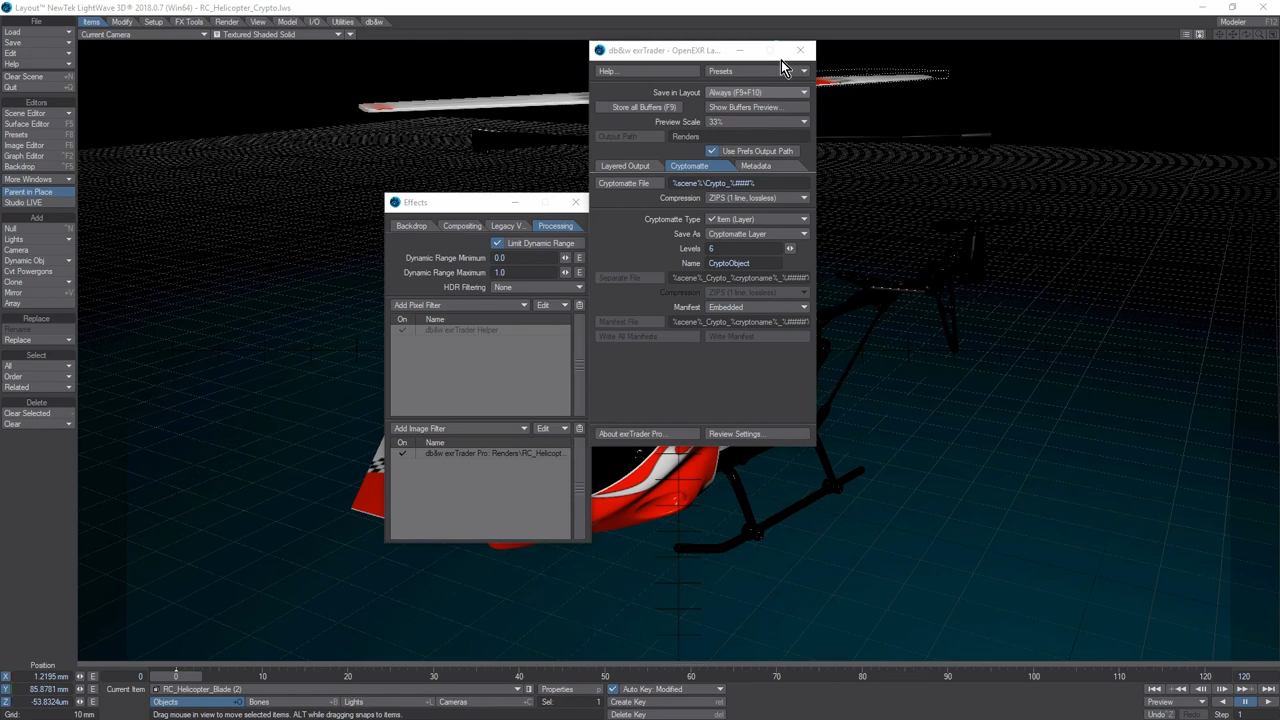 Layout™ NewTek LightWave 3D® 2018.0.7 (Win64) - RC_Helicopter_Crypto.lws
File Items Modify Setup FX Tools Render View Model I/O Utilities db&w Modeler F12
Load
Save
Edit
Help
Clear Scene +N
Quit +Q
Editors
Scene Editor
Surface Editor F5
Presets F8
Image Editor F6
Graph Editor ^F2
Backdrop ^F5
More Windows
Parent in Place
Studio LIVE
Add
Null +N
Lights
Camera
Dynamic Obj
Cvt Powergons
Clone
Mirror +V
Array
Replace
Rename
Replace
Select
All
Order
Related
Delete
Clear Selected
Clear
Current Camera Textured Shaded Solid
db&w exrTrader - OpenEXR La...
Help... Presets
Save in Layout Always (F9+F10)
Store all Buffers (F9) Show Buffers Preview...
Preview Scale 33%
Output Path Renders
Use Prefs Output Path
Layered Output Cryptomatte Metadata
Cryptomatte File
Compression ZIPS (1 line, lossless)
Cryptomatte Type Item (Layer)
Save As Cryptomatte Layer
Levels 6
Name CryptoObject
Separate File
Compression ZIPS (1 line, lossless)
Manifest Embedded
Manifest File
Write All Manifests Write Manifest
About exrTrader Pro... Review Settings...
Effects
Backdrop Compositing Legacy V... Processing
Limit Dynamic Range
Dynamic Range Minimum 0.0 E
Dynamic Range Maximum 1.0 E
HDR Filtering None
Add Pixel Filter Edit
On Name
db&w exrTrader Helper
Add Image Filter Edit
On Name
db&w exrTrader Pro: Renders\RC_Helicopt...
Position
X 1.2195 mm E
Y 85.8781 mm E
Z -53.8324um E
Grid: 10 mm
0 0 10 20 30 40 50 60 70 80 90 100 110 120 120
Current Item RC_Helicopter_Blade (2) Properties p Auto Key: Modified
Objects +O Bones +B Lights +L Cameras +C Sel: 1 Create Key ret
Drag mouse in view to move selected items. ALT while dragging snaps to items. Delete Key del
Preview
Undo ^Z Redo Step 1